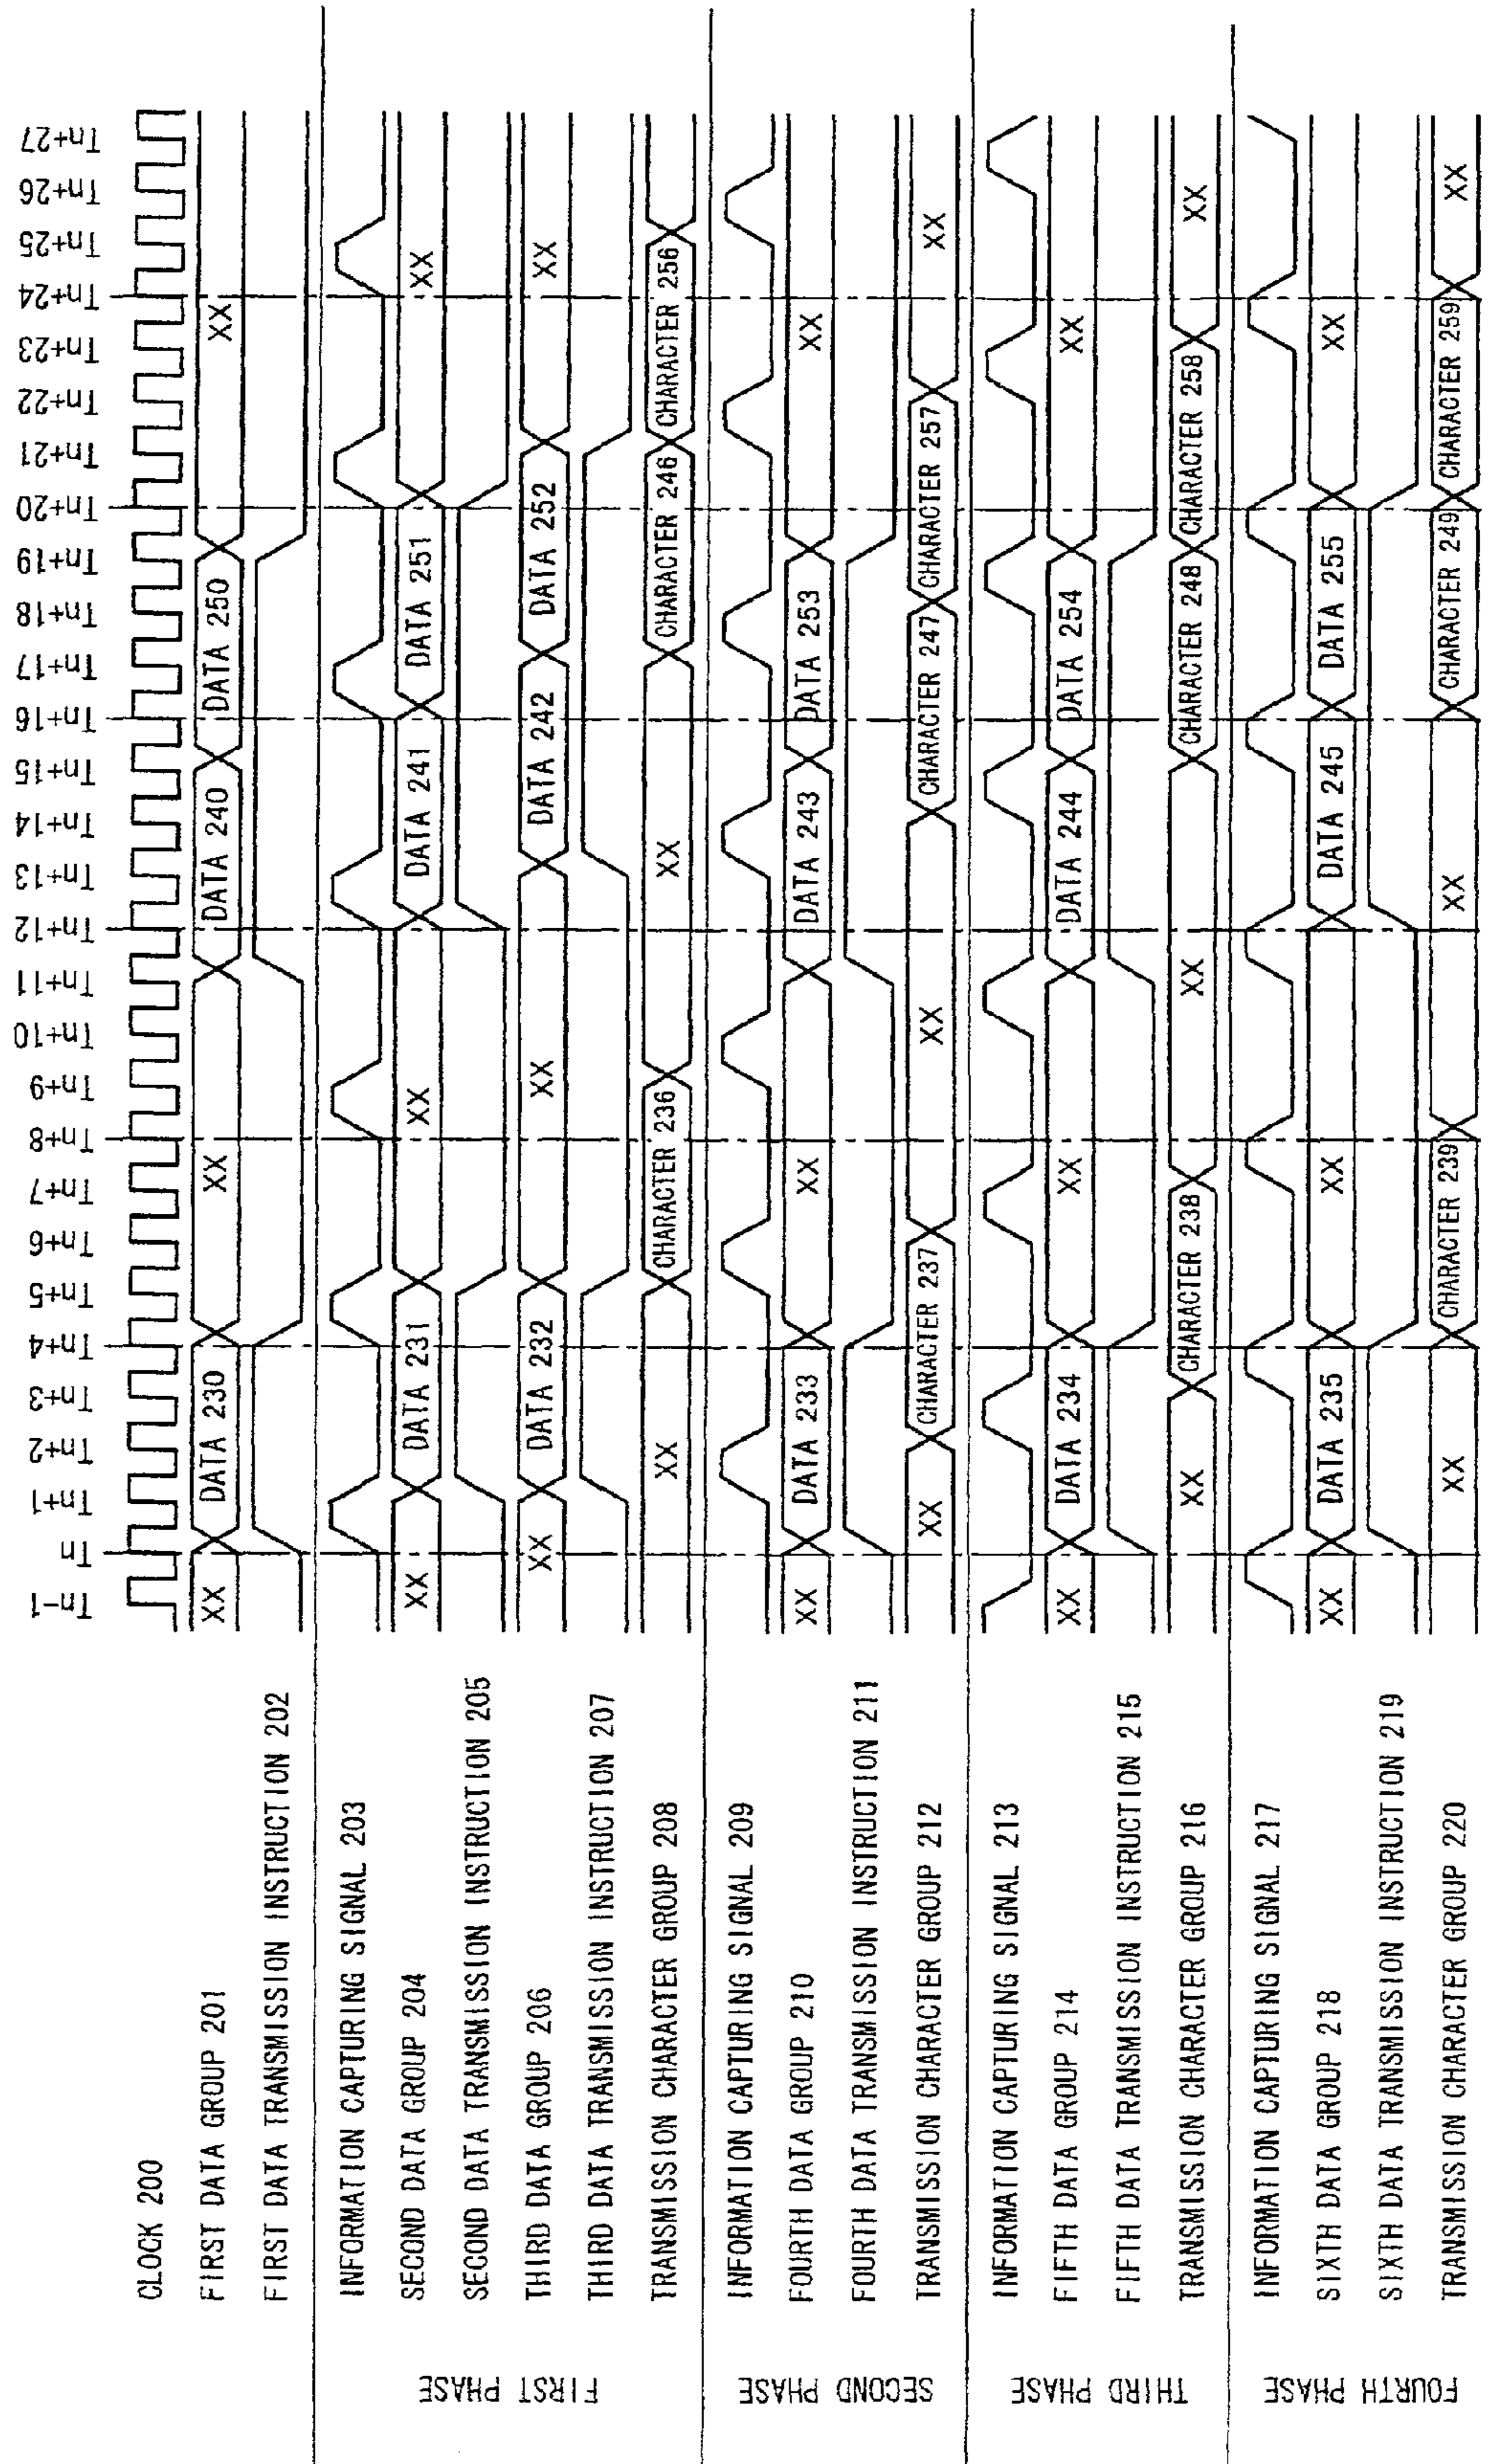 Tn-1 Tn Tn+1 Tn+2 Tn+3 Tn+4 Tn+5 Tn+6 Tn+7 Tn+8 Tn+9 Tn+10 Tn+11 Tn+12 Tn+13 Tn+14 Tn+15 Tn+16 Tn+17 Tn+18 Tn+19 Tn+20 Tn+21 Tn+22 Tn+23 Tn+24 Tn+25 Tn+26 Tn+27
CLOCK 200
FIRST DATA GROUP 201 XX DATA 230 XX DATA 240 DATA 250 XX
FIRST DATA TRANSMISSION INSTRUCTION 202
FIRST PHASE
INFORMATION CAPTURING SIGNAL 203
SECOND DATA GROUP 204 XX DATA 231 XX DATA 241 DATA 251 XX
SECOND DATA TRANSMISSION INSTRUCTION 205
THIRD DATA GROUP 206 XX DATA 232 XX DATA 242 DATA 252 XX
THIRD DATA TRANSMISSION INSTRUCTION 207
TRANSMISSION CHARACTER GROUP 208 XX CHARACTER 236 XX CHARACTER 246 CHARACTER 256
SECOND PHASE
INFORMATION CAPTURING SIGNAL 209
FOURTH DATA GROUP 210 XX DATA 233 XX DATA 243 DATA 253 XX
FOURTH DATA TRANSMISSION INSTRUCTION 211
TRANSMISSION CHARACTER GROUP 212 XX CHARACTER 237 XX CHARACTER 247 CHARACTER 257 XX
THIRD PHASE
INFORMATION CAPTURING SIGNAL 213
FIFTH DATA GROUP 214 XX DATA 234 XX DATA 244 DATA 254 XX
FIFTH DATA TRANSMISSION INSTRUCTION 215
TRANSMISSION CHARACTER GROUP 216 XX CHARACTER 238 XX CHARACTER 248 CHARACTER 258 XX
FOURTH PHASE
INFORMATION CAPTURING SIGNAL 217
SIXTH DATA GROUP 218 XX DATA 235 XX DATA 245 DATA 255 XX
SIXTH DATA TRANSMISSION INSTRUCTION 219
TRANSMISSION CHARACTER GROUP 220 XX CHARACTER 239 XX CHARACTER 249 CHARACTER 259 XX